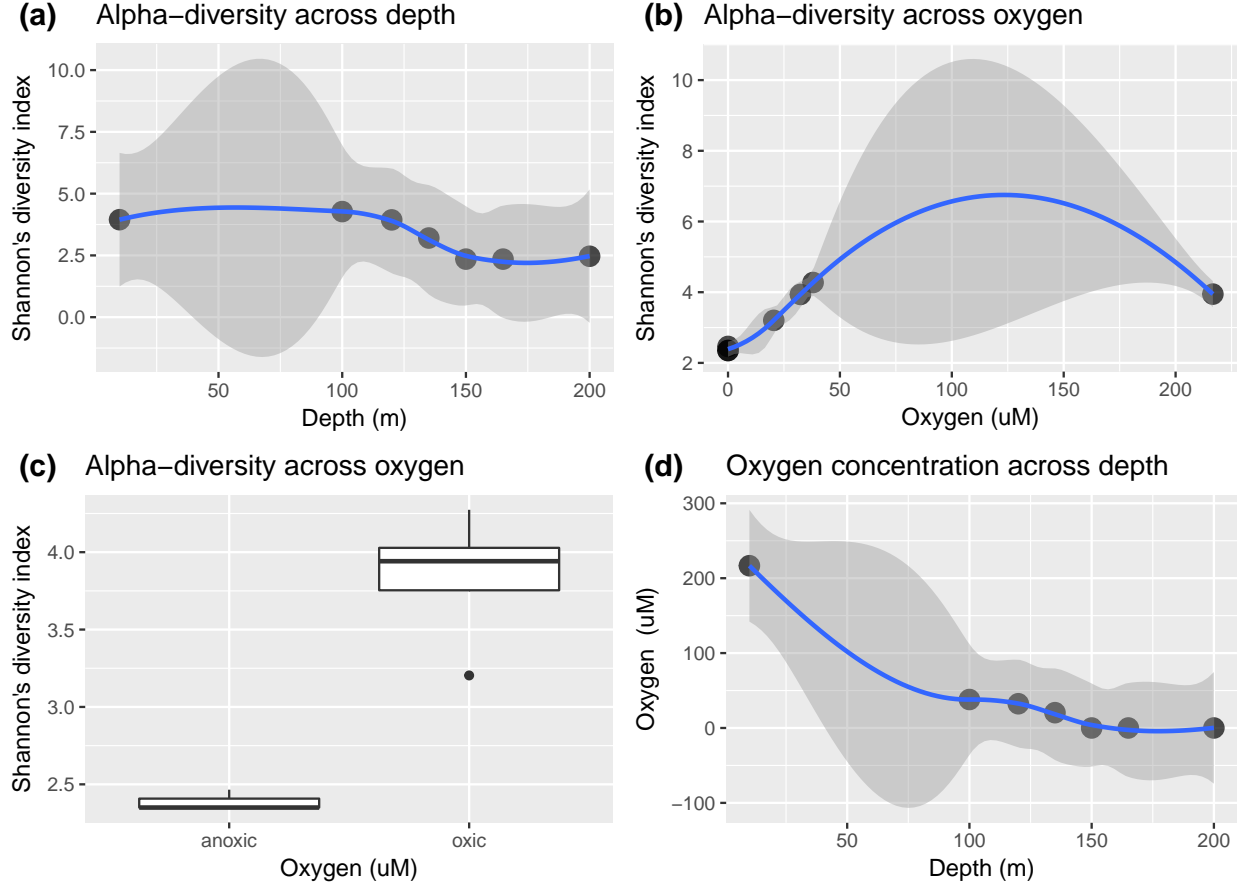 (a) Alpha−diversity across depth
Shannon's diversity index
10.0
7.5
5.0
2.5
0.0
50 100 150 200
Depth (m)
(b) Alpha−diversity across oxygen
Shannon's diversity index
10
8
6
4
2
0 50 100 150 200
Oxygen (uM)
(c) Alpha−diversity across oxygen
Shannon's diversity index
4.0
3.5
3.0
2.5
anoxic oxic
Oxygen (uM)
(d) Oxygen concentration across depth
Oxygen (uM)
300
200
100
0
−100
50 100 150 200
Depth (m)